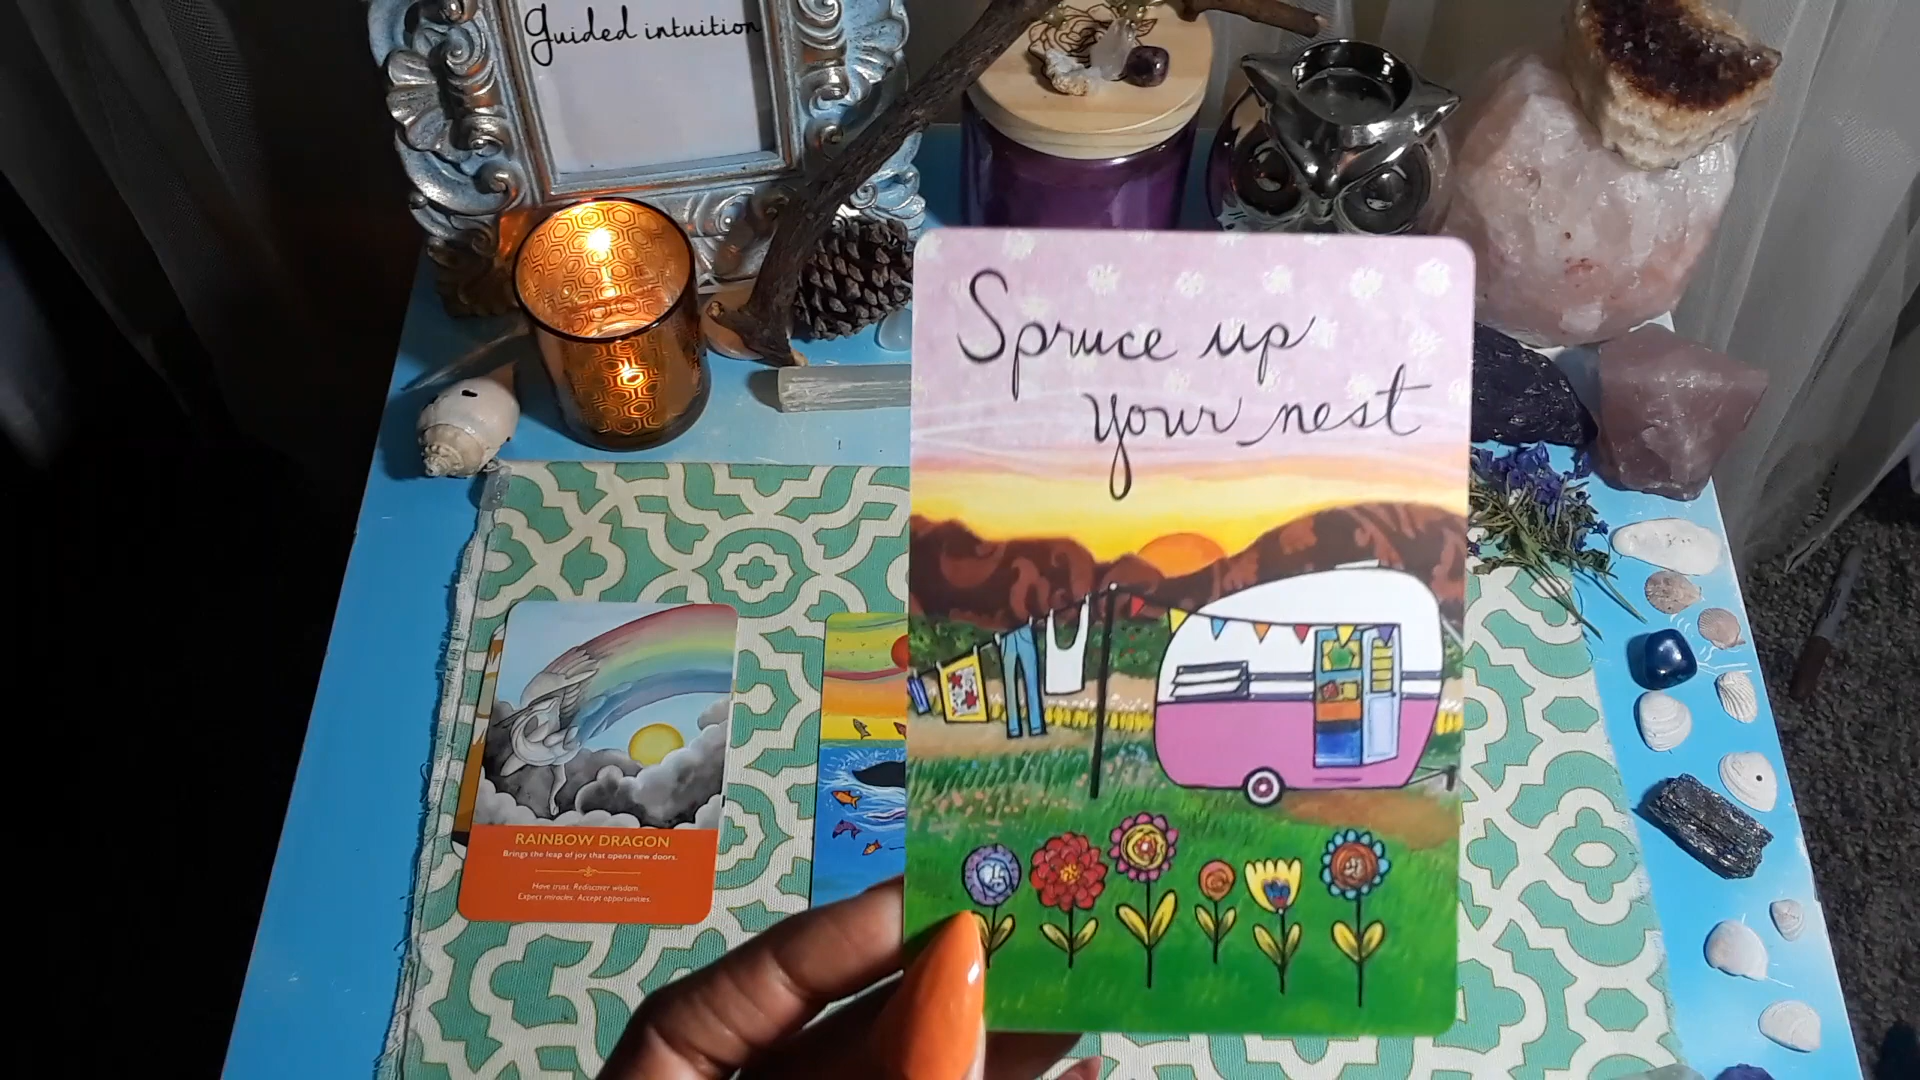 guided intuition
Spruce up
your nest
RAINBOW DRAGON
Brings the leap of joy that opens new doors.
Have trust. Rediscover wisdom.
Expect miracles. Accept opportunities.